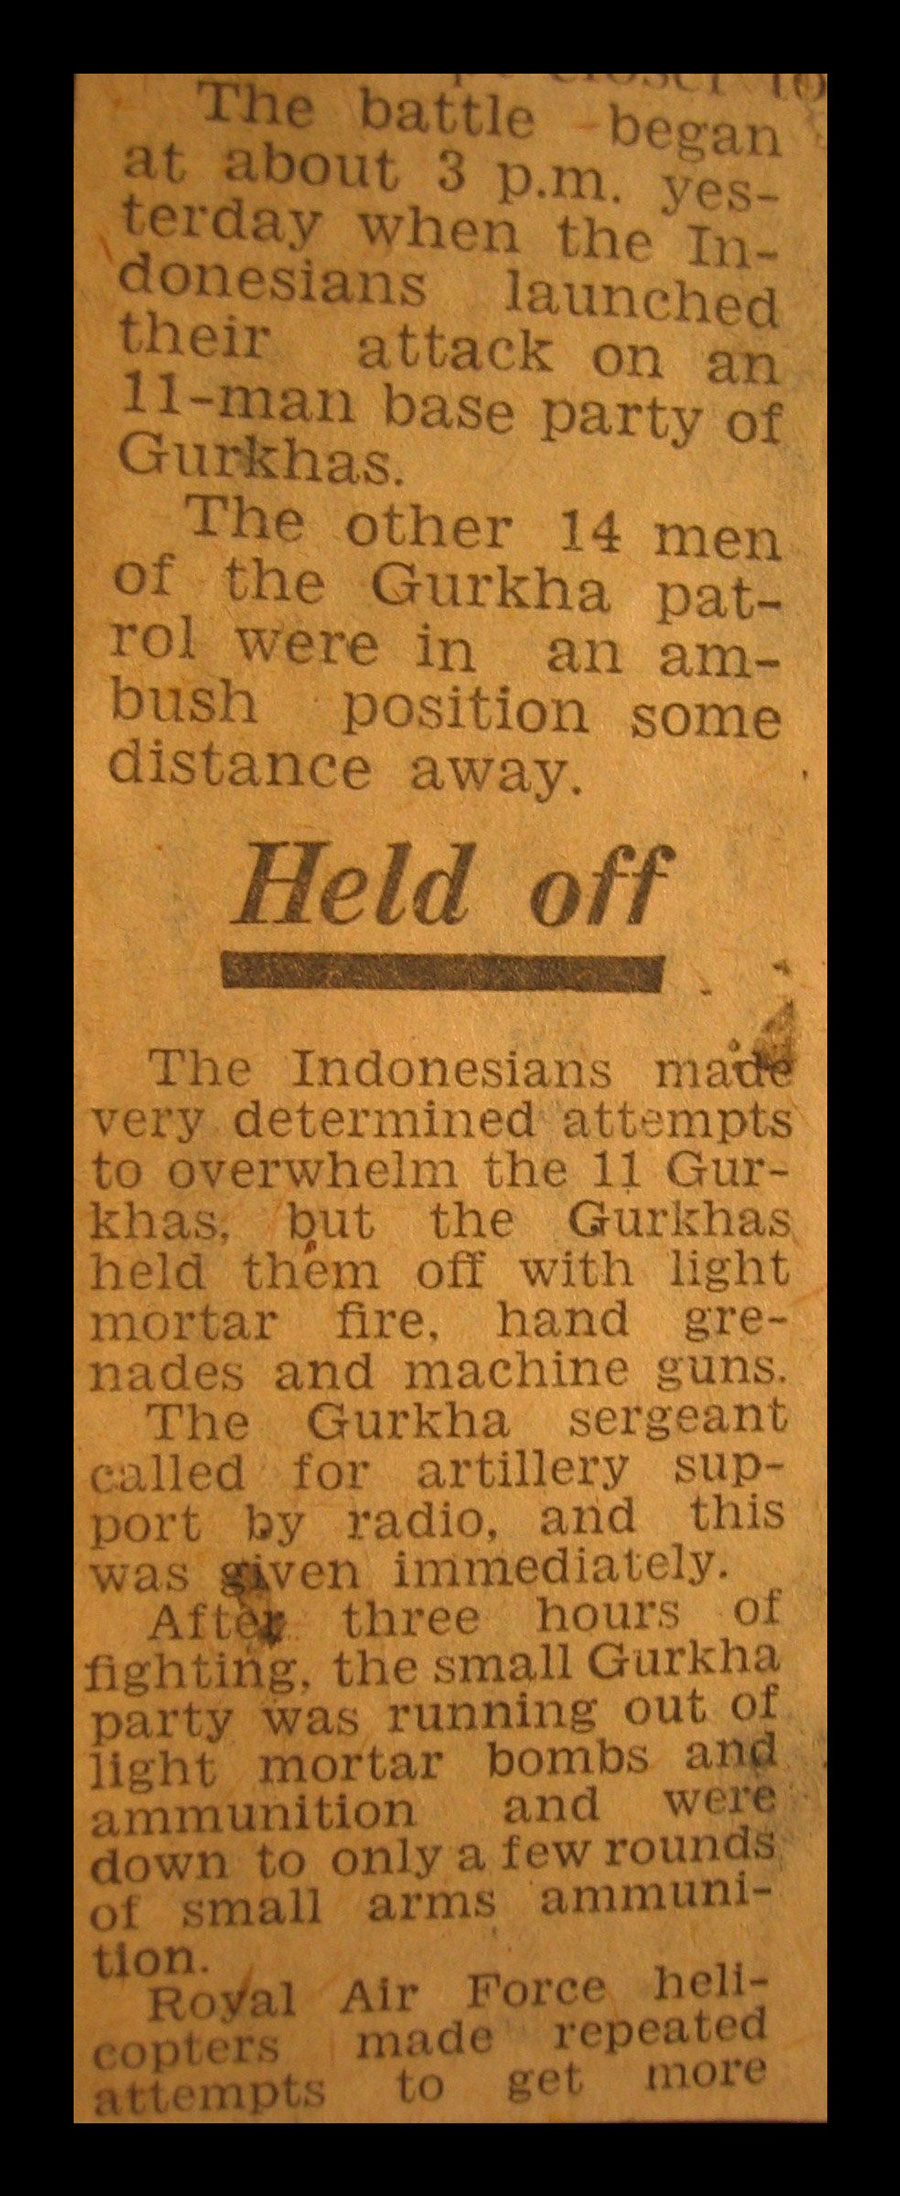 closer to
The battle began
at about 3 p.m. yes-
terday when the In-
donesians launched
their attack on an
11-man base party of
Gurkhas.
The other 14 men
of the Gurkha pat-
rol were in an am-
bush position some
distance away.
Held off
The Indonesians made
very determined attempts
to overwhelm the 11 Gur-
khas, but the Gurkhas
held them off with light
mortar fire, hand gre-
nades and machine guns.
The Gurkha sergeant
called for artillery sup-
port by radio, and this
was given immediately.
After three hours of
fighting, the small Gurkha
party was running out of
light mortar bombs and
ammunition and were
down to only a few rounds
of small arms ammuni-
tion.
Royal Air Force heli-
copters made repeated
attempts to get more